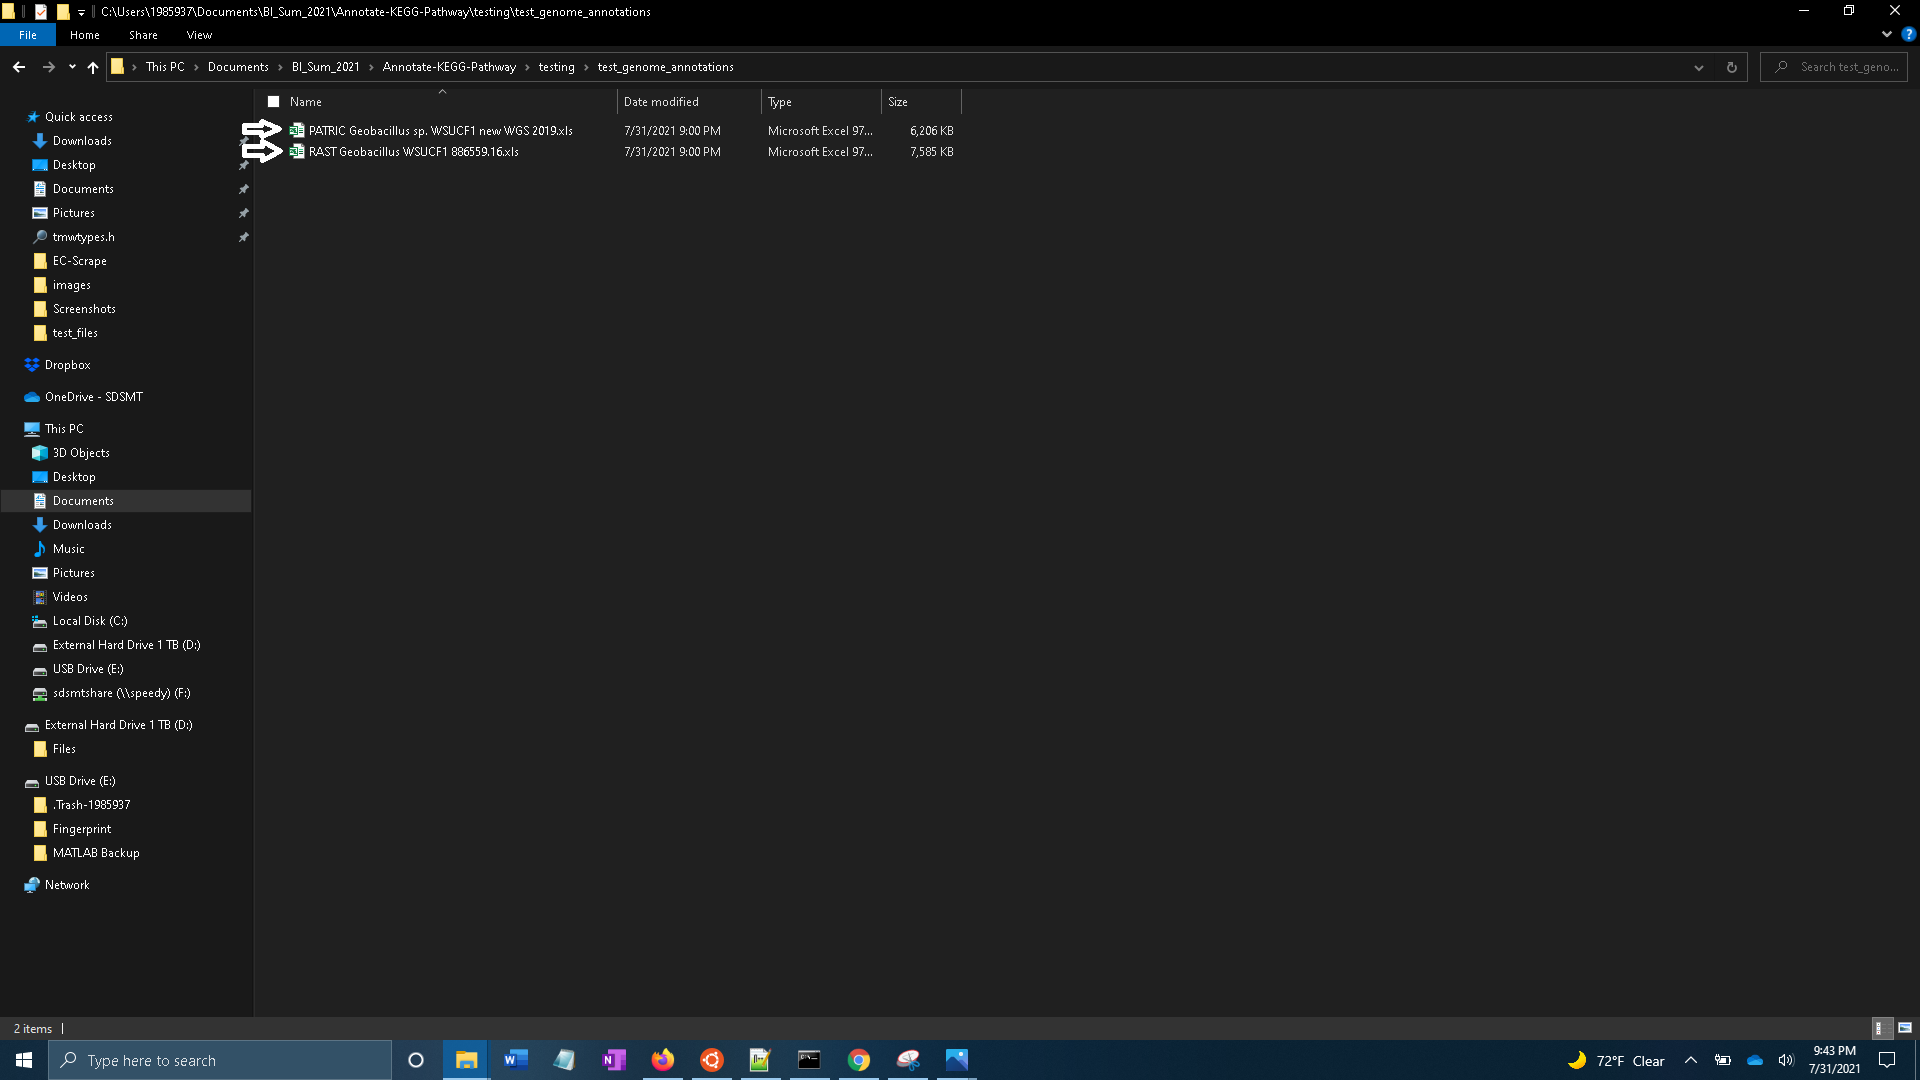 C:\Users\1985937\Documents\BI_Sum_2021\Annotate-KEGG-Pathway\testing\test_genome_annotations
File Home Share View
This PC Documents BI_Sum_2021 Annotate-KEGG-Pathway testing test_genome_annotations Search test_geno...
Name Date modified Type Size
PATRIC Geobacillus sp. WSUCF1 new WGS 2019.xls 7/31/2021 9:00 PM Microsoft Excel 97... 6,206 KB
RAST Geobacillus WSUCF1 886559.16.xls 7/31/2021 9:00 PM Microsoft Excel 97... 7,585 KB
Quick access
Downloads
Desktop
Documents
Pictures
tmwtypes.h
EC-Scrape
images
Screenshots
test_files
Dropbox
OneDrive - SDSMT
This PC
3D Objects
Desktop
Documents
Downloads
Music
Pictures
Videos
Local Disk (C:)
External Hard Drive 1 TB (D:)
USB Drive (E:)
sdsmtshare (\\speedy) (F:)
External Hard Drive 1 TB (D:)
Files
USB Drive (E:)
.Trash-1985937
Fingerprint
MATLAB Backup
Network
2 items
Type here to search
72°F Clear
9:43 PM
7/31/2021